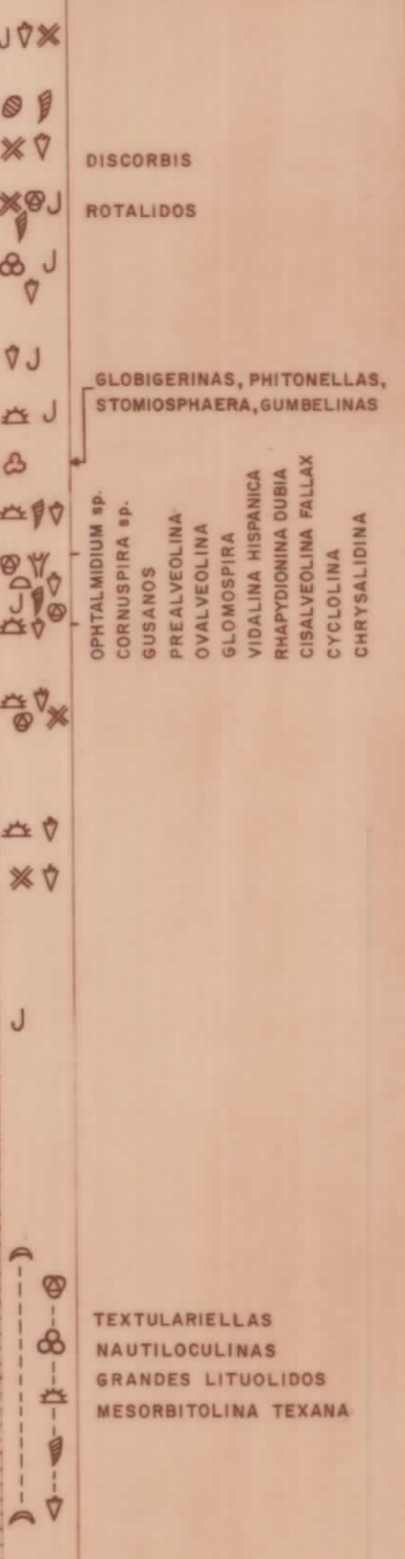 DISCORBIS
ROTALIDOS
GLOBIGERINAS, PHITONELLAS,
STOMIOSPHAERA, GUMBELINAS
OPHTALMIDIUM sp.
CORNUSPIRA sp.
GUSANOS
PREALVEOLINA
OVALVEOLINA
GLOMOSPIRA
VIDALINA HISPANICA
RHAPYDIONINA DUBIA
CISALVEOLINA FALLAX
CYCLOLINA
CHRYSALIDINA
TEXTULARIELLAS
NAUTILOCULINAS
GRANDES LITUOLIDOS
MESORBITOLINA TEXANA